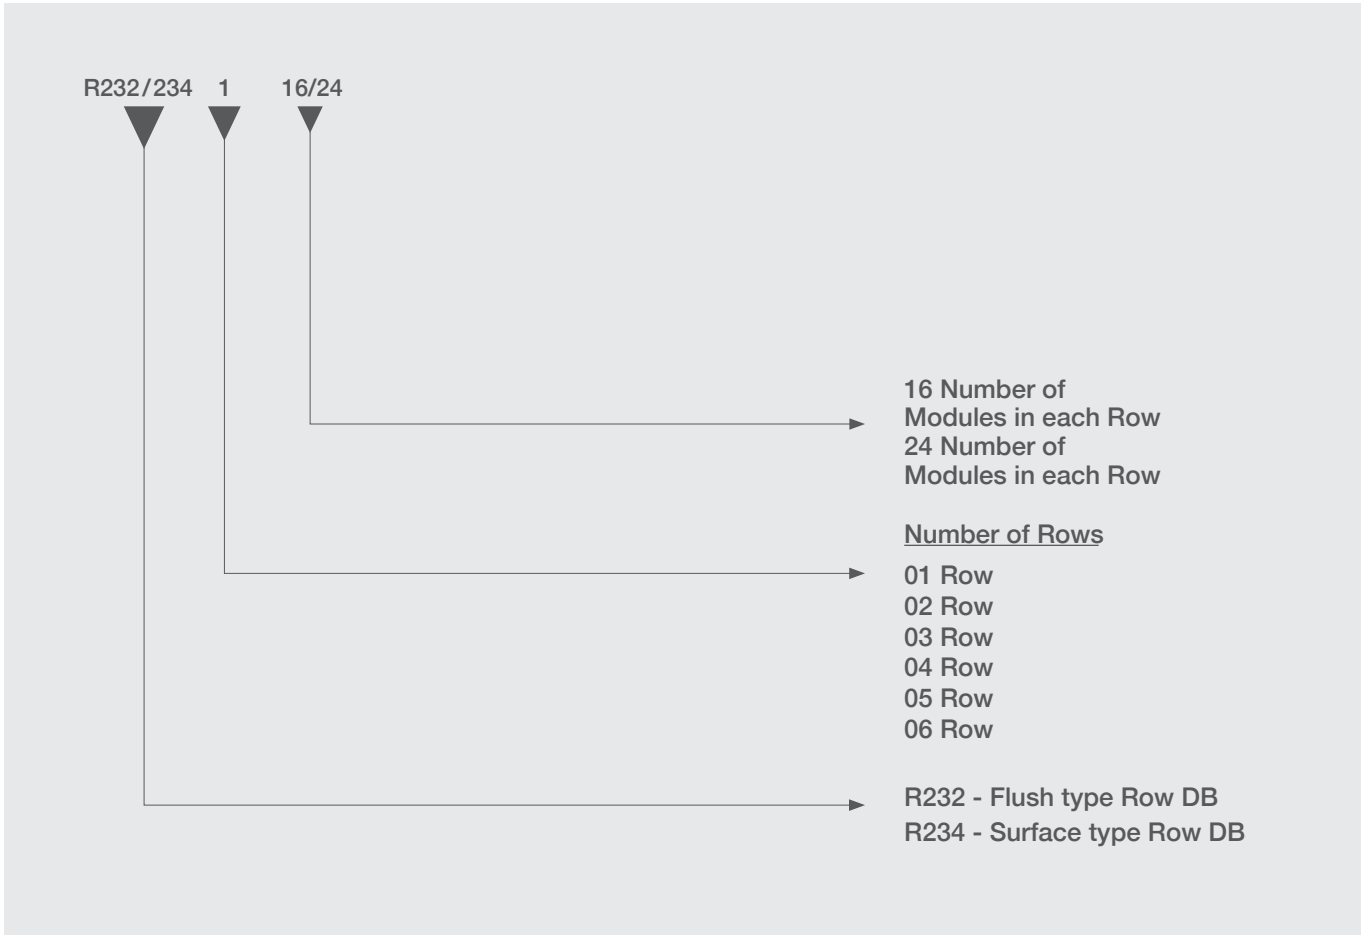 R232/234 1 16/24
16 Number of
Modules in each Row
24 Number of
Modules in each Row
Number of Rows
01 Row
02 Row
03 Row
04 Row
05 Row
06 Row
R232 - Flush type Row DB
R234 - Surface type Row DB